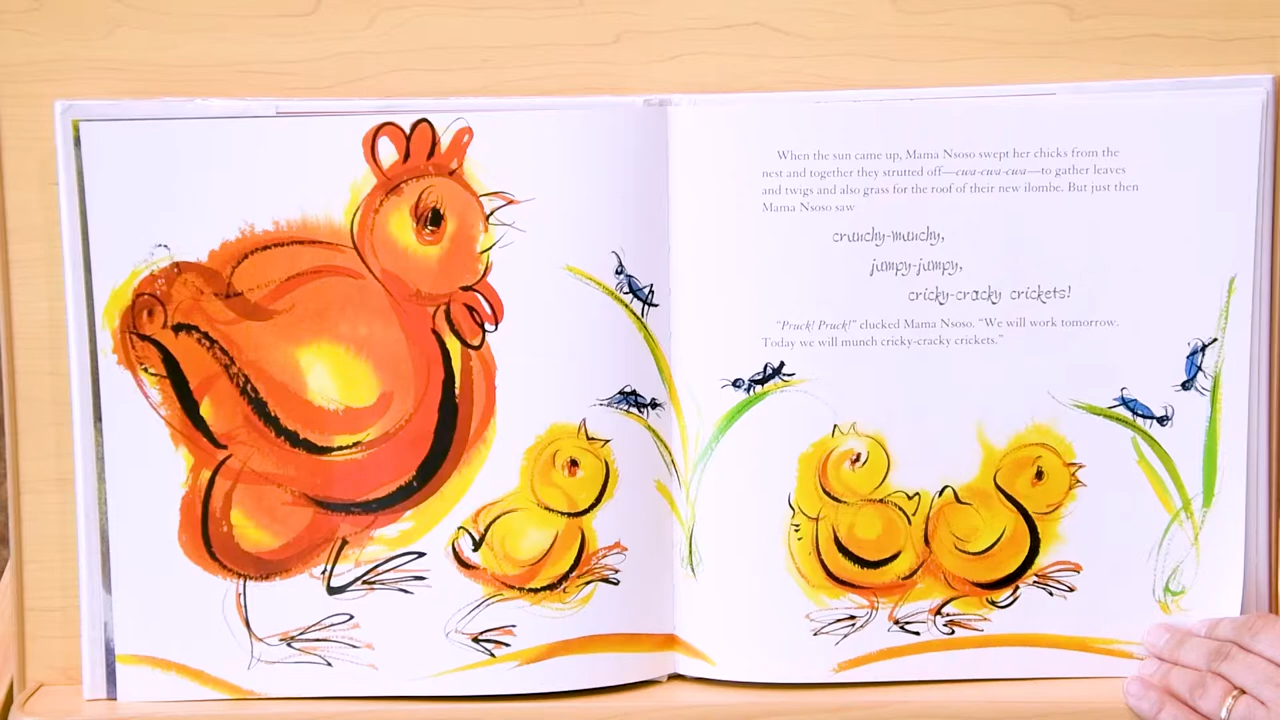 When the sun came up, Mama Nsoso swept her chicks from the
nest and together they strutted off—cwa-cwa-cwa—to gather leaves
and twigs and also grass for the roof of their new ilombe. But just then
Mama Nsoso saw
crunchy-munchy,
jumpy-jumpy,
cricky-cracky crickets!
"Pruck! Pruck!" clucked Mama Nsoso. "We will work tomorrow.
Today we will munch cricky-cracky crickets."